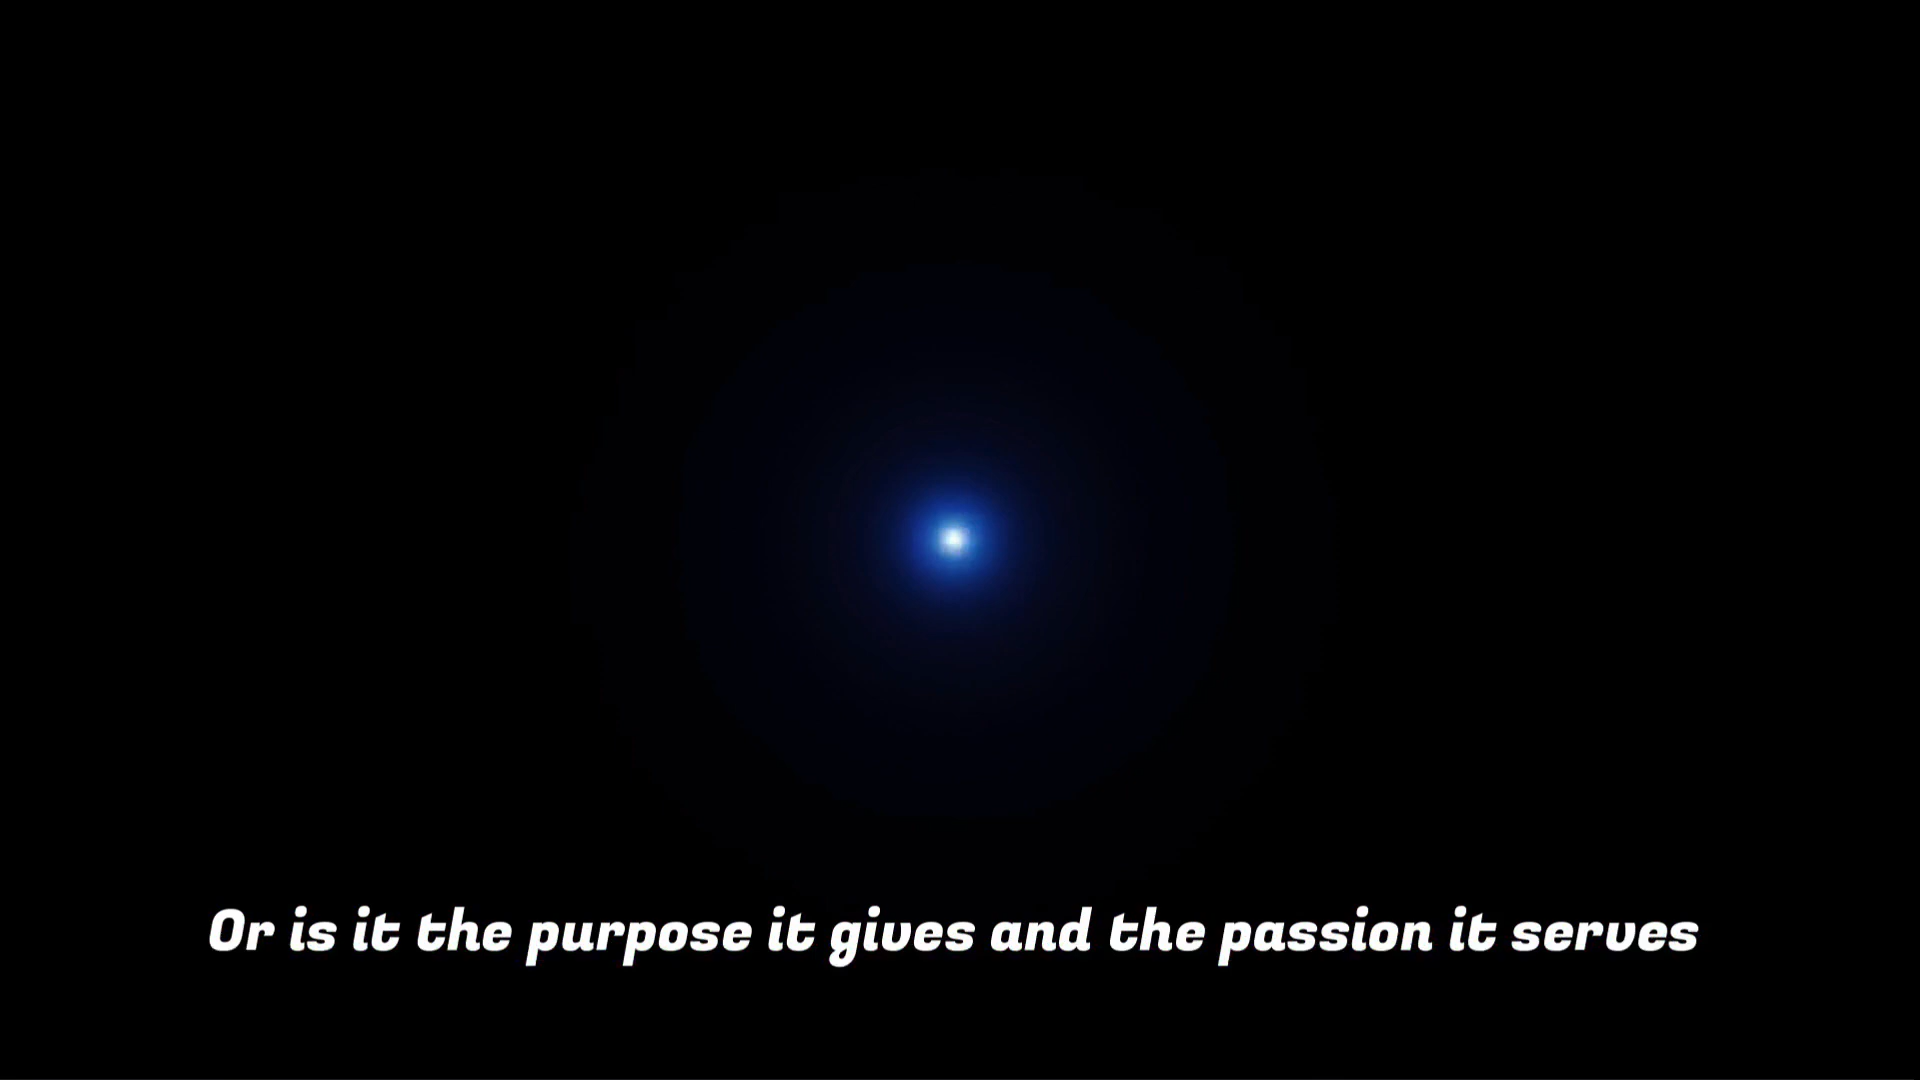 Or is it the purpose it gives and the passion it serves